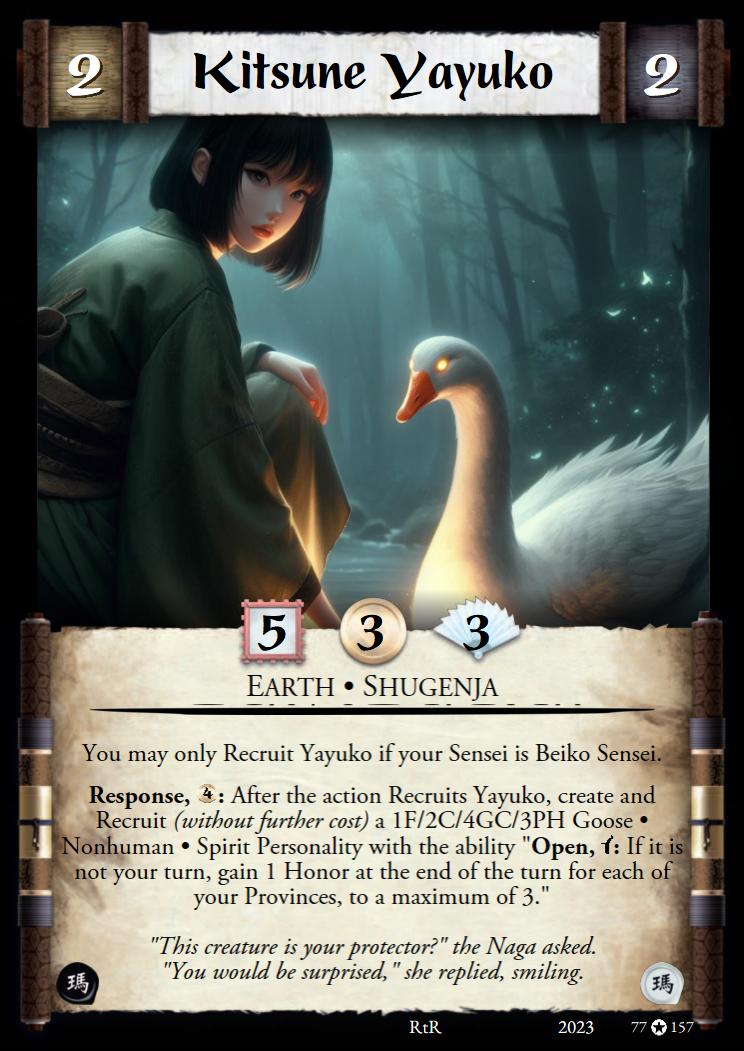 2 Kitsune Yayuko 2
5 3 3
Earth • Shugenja
You may only Recruit Yayuko if your Sensei is Beiko Sensei.
Response, 4: After the action Recruits Yayuko, create and
Recruit (without further cost) a 1F/2C/4GC/3PH Goose •
Nonhuman • Spirit Personality with the ability "Open, : If it is
not your turn, gain 1 Honor at the end of the turn for each of
your Provinces, to a maximum of 3."
"This creature is your protector?" the Naga asked.
"You would be surprised," she replied, smiling.
瑪 瑪
RtR 2023 77 ✪ 157